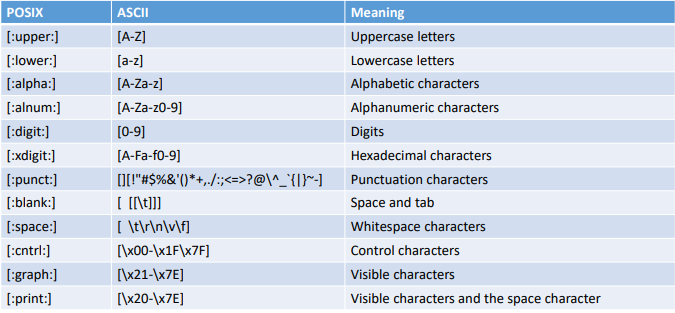 POSIX ASCII Meaning
[:upper:] [A-Z] Uppercase letters
[:lower:] [a-z] Lowercase letters
[:alpha:] [A-Za-z] Alphabetic characters
[:alnum:] [A-Za-z0-9] Alphanumeric characters
[:digit:] [0-9] Digits
[:xdigit:] [A-Fa-f0-9] Hexadecimal characters
[:punct:] [][!"#$%&'()*+,./:;<=>?@\^_`{|}~-] Punctuation characters
[:blank:] [ [[\t]]] Space and tab
[:space:] [ \t\r\n\v\f] Whitespace characters
[:cntrl:] [\x00-\x1F\x7F] Control characters
[:graph:] [\x21-\x7E] Visible characters
[:print:] [\x20-\x7E] Visible characters and the space character